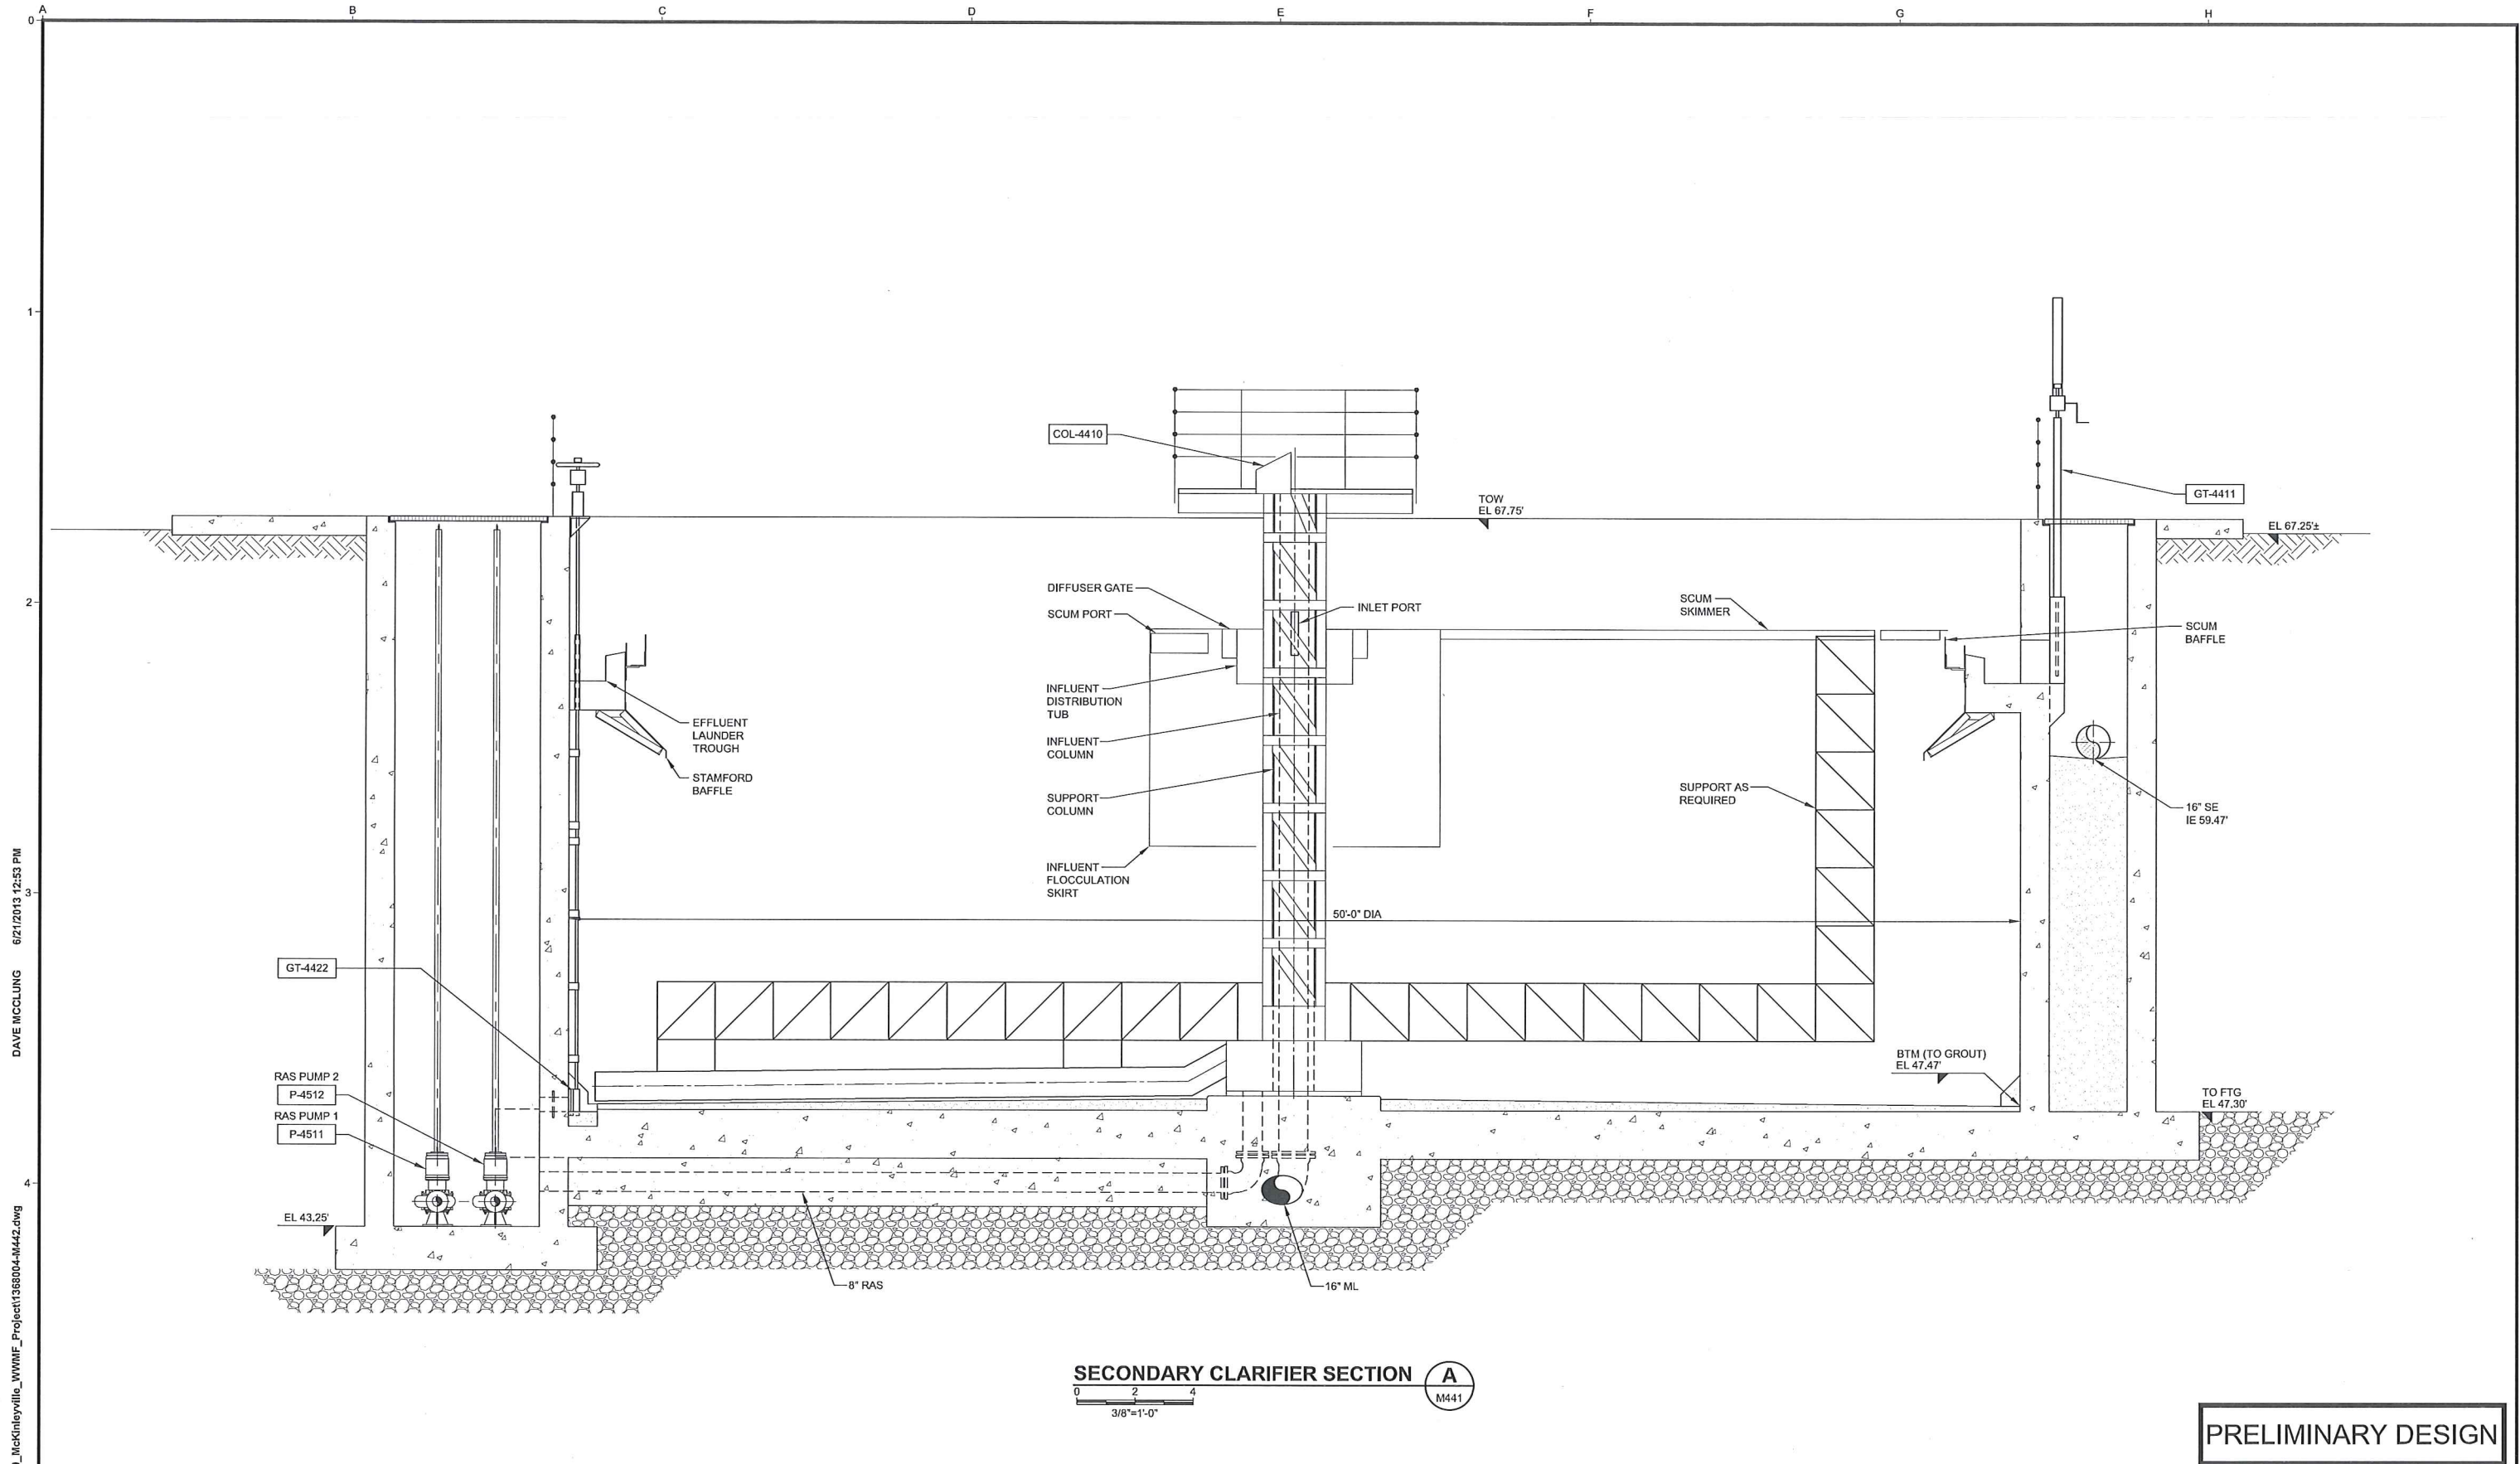 A B C D E F G H
0
1
2
3
4
COL-4410
GT-4411
TOW
EL 67.75'
EL 67.25'±
DIFFUSER GATE
SCUM PORT
INLET PORT
SCUM
SKIMMER
SCUM
BAFFLE
INFLUENT
DISTRIBUTION
TUB
EFFLUENT
LAUNDER
TROUGH
INFLUENT
COLUMN
STAMFORD
BAFFLE
SUPPORT
COLUMN
SUPPORT AS
REQUIRED
16" SE
IE 59.47'
INFLUENT
FLOCCULATION
SKIRT
50'-0" DIA
GT-4422
BTM (TO GROUT)
EL 47.47'
RAS PUMP 2
P-4512
RAS PUMP 1
P-4511
TO FTG
EL 47.30'
EL 43.25'
8" RAS
16" ML
SECONDARY CLARIFIER SECTION
A
M441
0 2 4
3/8"=1'-0"
PRELIMINARY DESIGN
_McKinleyville_WWMF_Project\1368004-M442.dwg 6/21/2013 12:53 PM DAVE MCCLUNG